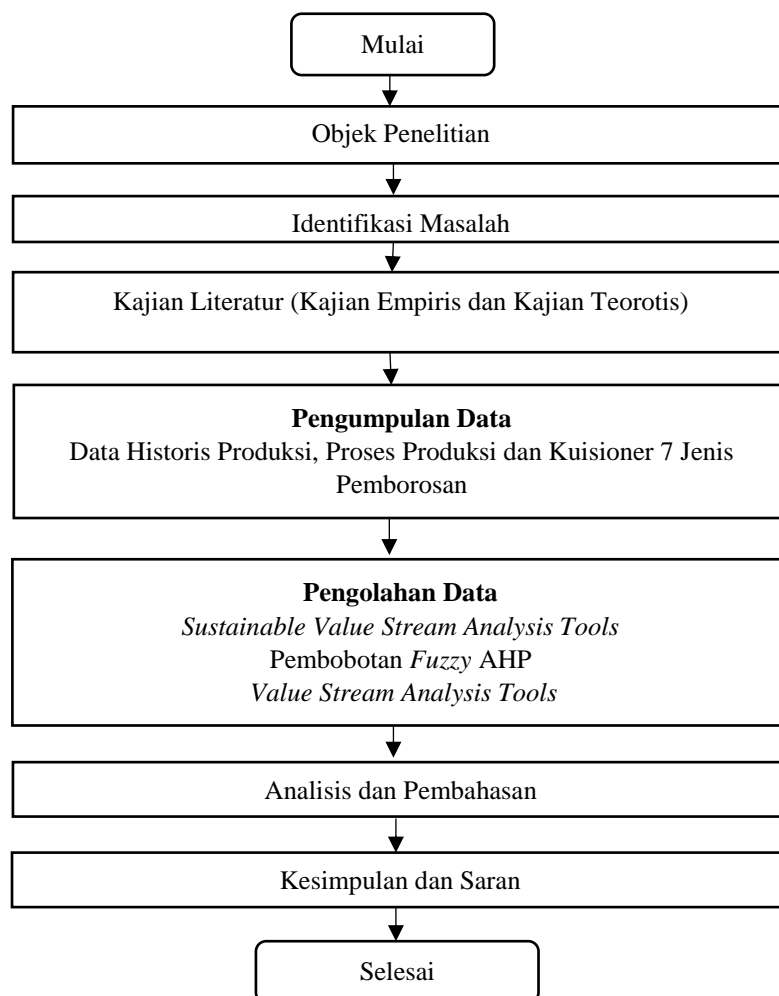 Mulai
Objek Penelitian
Identifikasi Masalah
Kajian Literatur (Kajian Empiris dan Kajian Teorotis)
Pengumpulan Data
Data Historis Produksi, Proses Produksi dan Kuisioner 7 Jenis
Pemborosan
Pengolahan Data
Sustainable Value Stream Analysis Tools
Pembobotan Fuzzy AHP
Value Stream Analysis Tools
Analisis dan Pembahasan
Kesimpulan dan Saran
Selesai